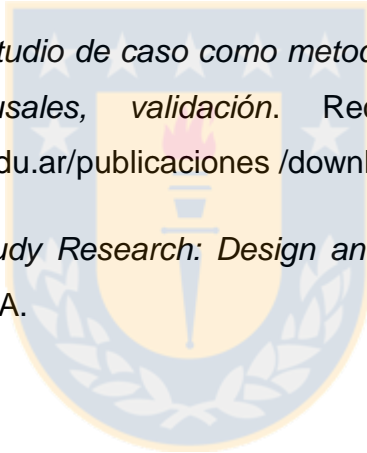 tudio de caso como metoc
usales, validación. Rec
du.ar/publicaciones /downl
udy Research: Design an
A.